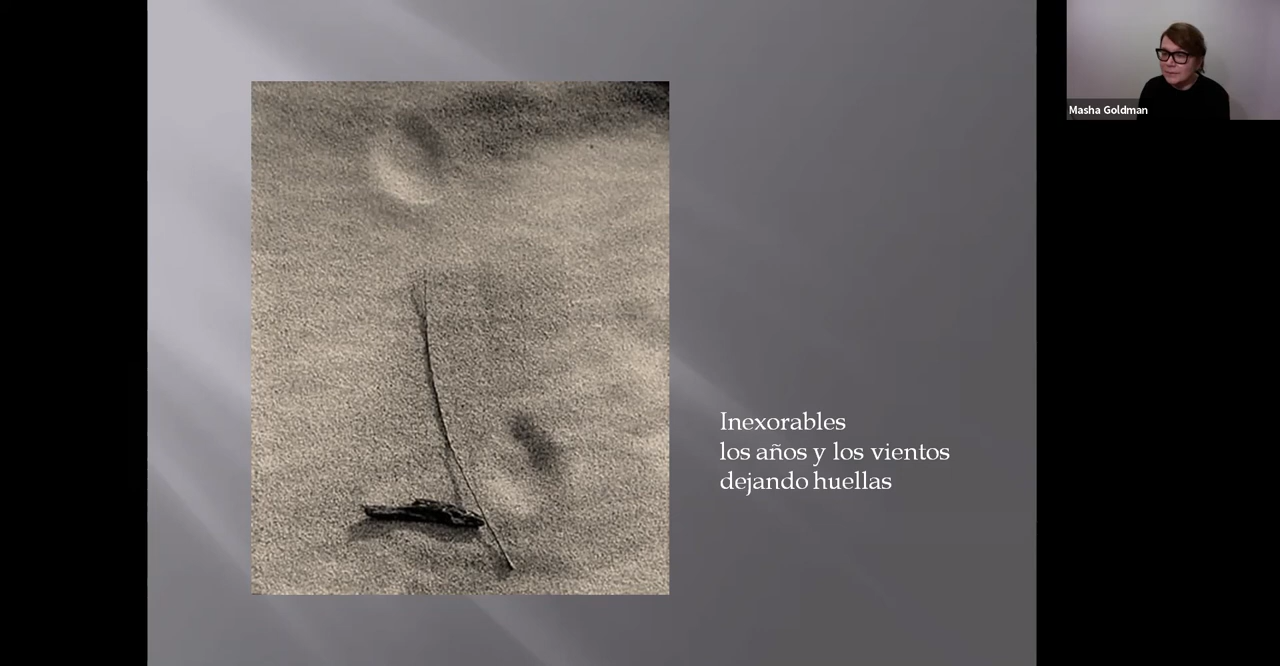 Masha Goldman
Inexorables
los años y los vientos
dejando huellas